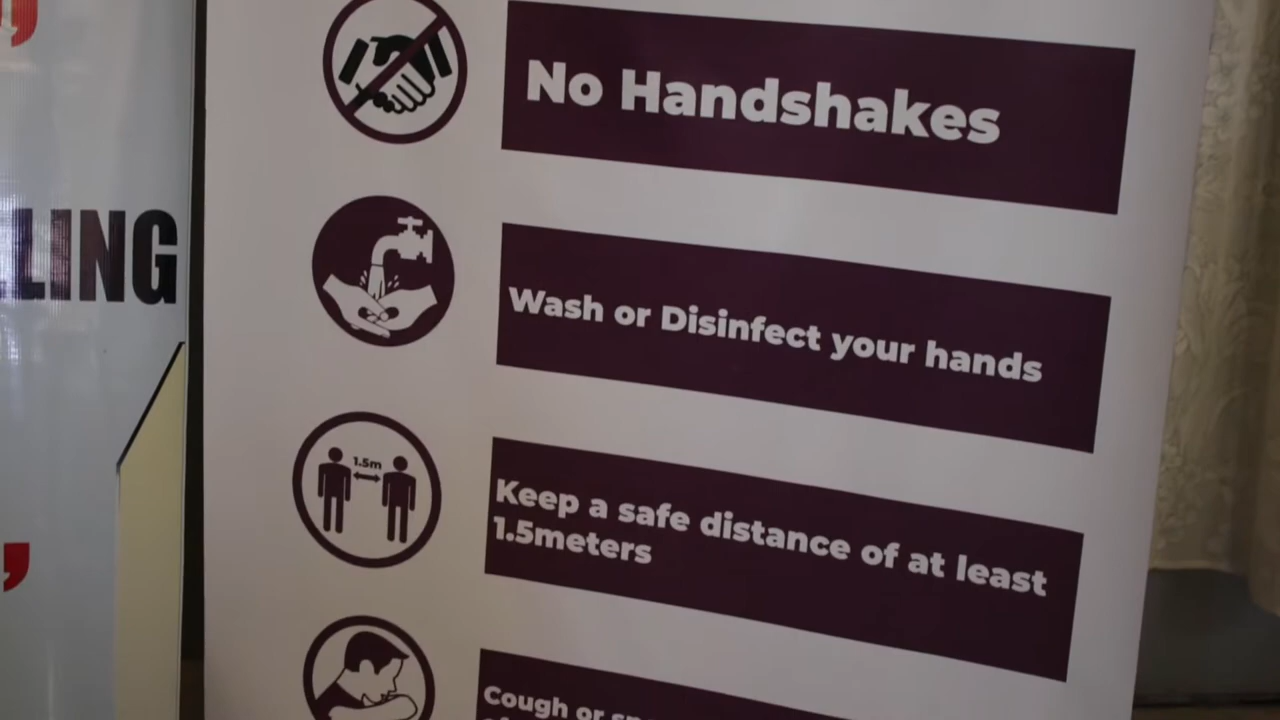 LING
No Handshakes
Wash or Disinfect your hands
1.5m
Keep a safe distance of at least
1.5meters
Cough or